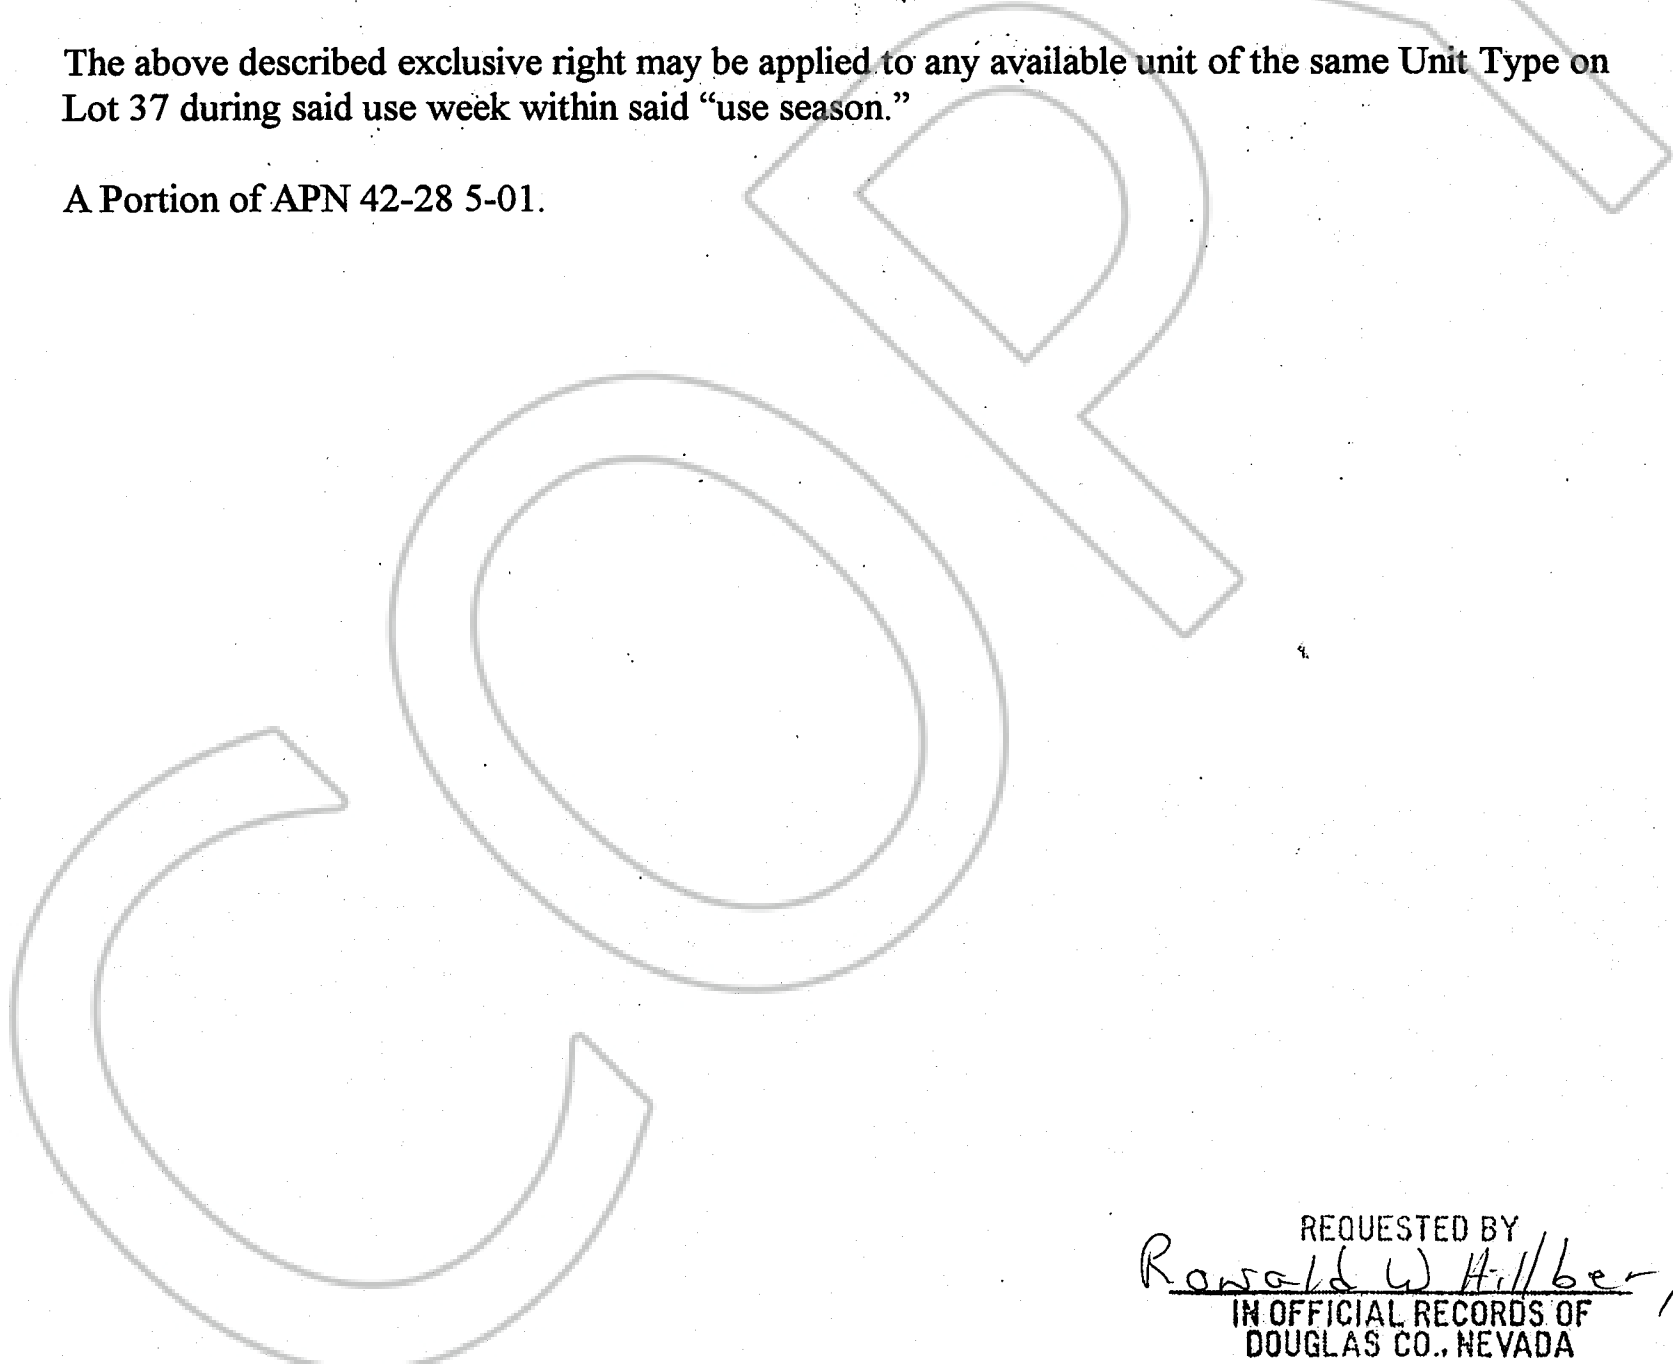 The above described exclusive right may be applied to any available unit of the same Unit Type on
Lot 37 during said use week within said “use season.”
A Portion of APN 42-28 5-01.
COPY
REQUESTED BY
Ronald W Hillber
IN OFFICIAL RECORDS OF
DOUGLAS CO., NEVADA